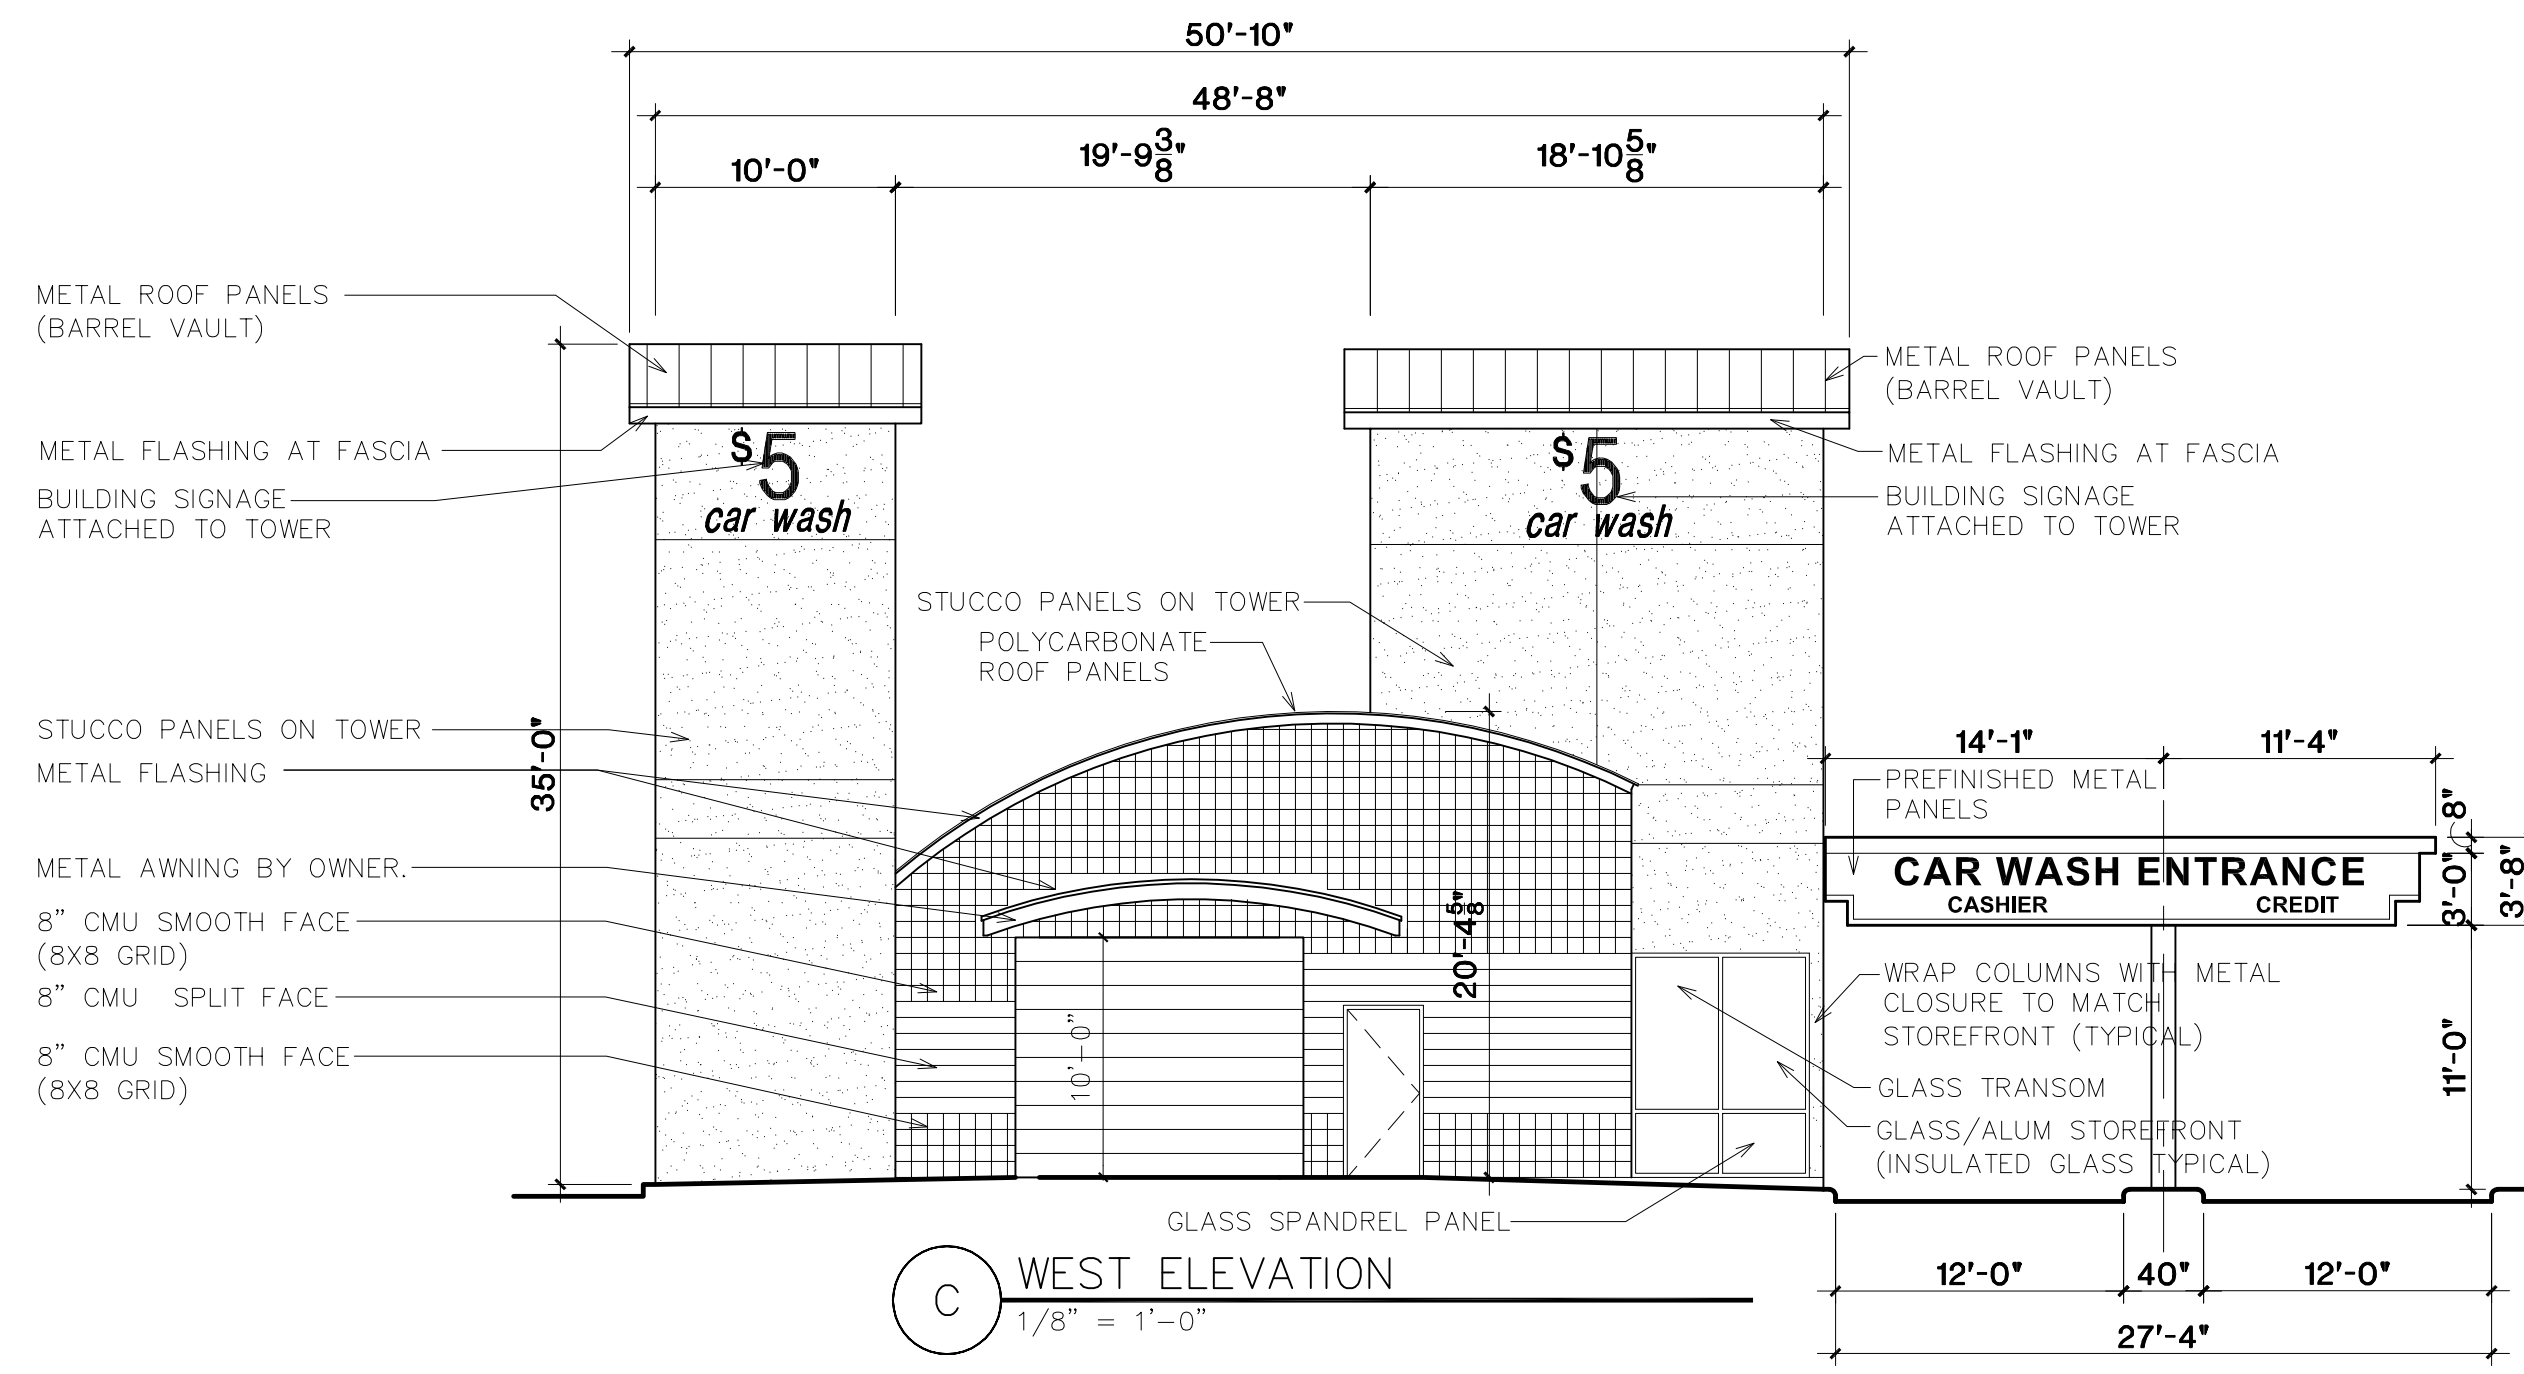 50'-10"
48'-8"
10'-0"
19'-9 3/8"
18'-10 5/8"
METAL ROOF PANELS
(BARREL VAULT)
METAL ROOF PANELS
(BARREL VAULT)
METAL FLASHING AT FASCIA
METAL FLASHING AT FASCIA
BUILDING SIGNAGE
ATTACHED TO TOWER
BUILDING SIGNAGE
ATTACHED TO TOWER
$5
car wash
$5
car wash
STUCCO PANELS ON TOWER
POLYCARBONATE
ROOF PANELS
STUCCO PANELS ON TOWER
METAL FLASHING
35'-0"
14'-1"
11'-4"
PREFINISHED METAL
PANELS
8"
3'-0"
3'-8"
METAL AWNING BY OWNER.
CAR WASH ENTRANCE
CASHIER
CREDIT
8" CMU SMOOTH FACE
(8X8 GRID)
8" CMU SPLIT FACE
8" CMU SMOOTH FACE
(8X8 GRID)
20'-4 5/8"
10'-0"
WRAP COLUMNS WITH METAL
CLOSURE TO MATCH
STOREFRONT (TYPICAL)
11'-0"
GLASS TRANSOM
GLASS/ALUM STOREFRONT
(INSULATED GLASS TYPICAL)
GLASS SPANDREL PANEL
C
WEST ELEVATION
1/8" = 1'-0"
12'-0"
40"
12'-0"
27'-4"